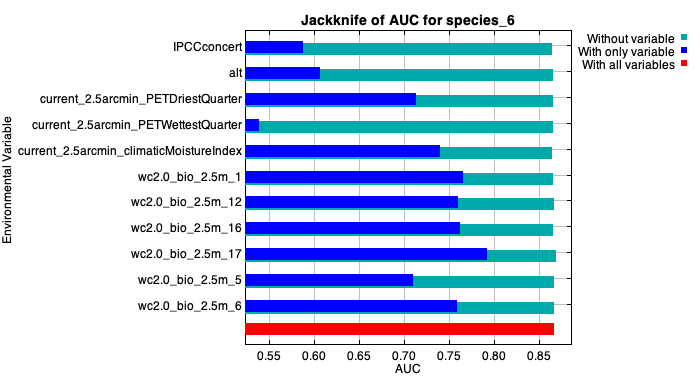 Jackknife of AUC for species_6
Without variable
With only variable
With all variables
Environmental Variable
IPCCconcert
alt
current_2.5arcmin_PETDriestQuarter
current_2.5arcmin_PETWettestQuarter
current_2.5arcmin_climaticMoistureIndex
wc2.0_bio_2.5m_1
wc2.0_bio_2.5m_12
wc2.0_bio_2.5m_16
wc2.0_bio_2.5m_17
wc2.0_bio_2.5m_5
wc2.0_bio_2.5m_6
0.55 0.60 0.65 0.70 0.75 0.80 0.85
AUC